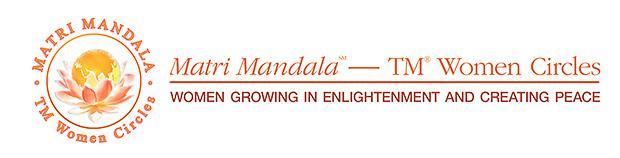 MATRI MANDALA
TM Women Circles
Matri Mandala℠ — TM® Women Circles
WOMEN GROWING IN ENLIGHTENMENT AND CREATING PEACE